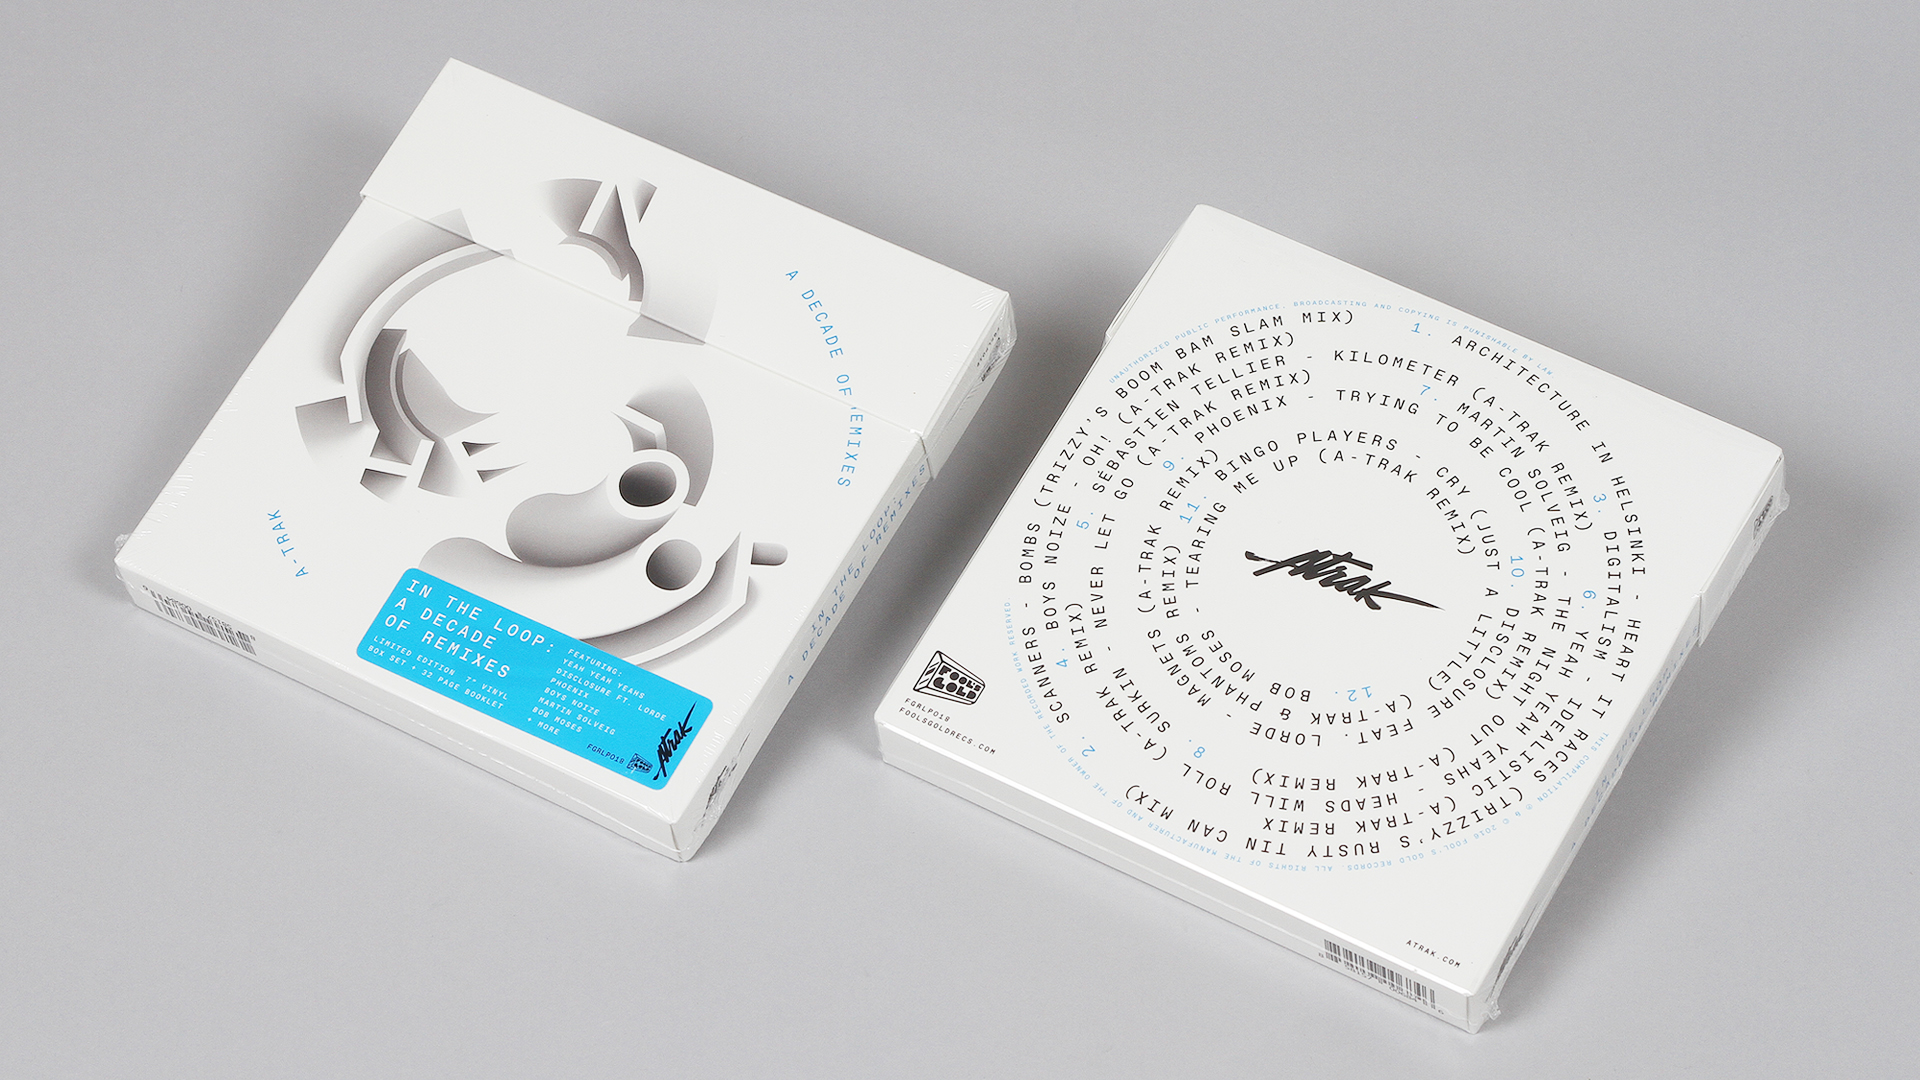 A DECADE OF REMIXES
A-TRAK
IN THE LOOP:
A DECADE
OF REMIXES
LIMITED EDITION 7" VINYL
BOX SET + 32 PAGE BOOKLET
FEATURING:
YEAH YEAH YEAHS
DISCLOSURE FT. LORDE
PHOENIX
BOYS NOIZE
MARTIN SOLVEIG
BOB MOSES
+ MORE
FGRLP018
FOOL'S GOLD
Atrak
IN THE LOOP:
A DECADE OF REMIXES
UNAUTHORIZED PUBLIC PERFORMANCE, BROADCASTING AND COPYING IS PUNISHABLE BY LAW
THIS COMPILATION ℗ & © 2016 FOOL'S GOLD RECORDS. ALL RIGHTS OF THE MANUFACTURER AND OF THE OWNER OF THE RECORDED WORK RESERVED.
1. ARCHITECTURE IN HELSINKI - HEART IT RACES (TRIZZY'S RUSTY TIN CAN MIX)
2. SCANNERS - BOMBS (TRIZZY'S BOOM BAM SLAM MIX)
3. DIGITALISM - IDEALISTIC (A-TRAK REMIX
4. BOYS NOIZE - OH! (A-TRAK REMIX)
5. SÉBASTIEN TELLIER - KILOMETER (A-TRAK REMIX)
6. YEAH YEAH YEAHS - HEADS WILL ROLL (A-TRAK REMIX)
7. MARTIN SOLVEIG - THE NIGHT OUT (A-TRAK REMIX)
8. SURKIN - NEVER LET GO (A-TRAK REMIX)
9. PHOENIX - TRYING TO BE COOL (A-TRAK REMIX)
10. DISCLOSURE FEAT. LORDE - MAGNETS (A-TRAK REMIX)
11. BINGO PLAYERS - CRY (JUST A LITTLE) (A-TRAK & PHANTOMS REMIX)
12. BOB MOSES - TEARING ME UP (A-TRAK REMIX)
Atrak
FOOL'S GOLD
FGRLP018
FOOLSGOLDRECS.COM
ATRAK.COM